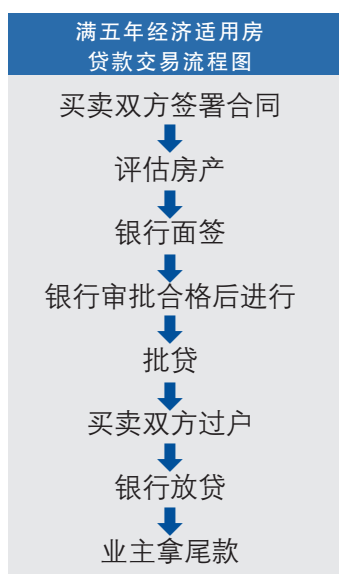 满五年经济适用房
贷款交易流程图
买卖双方签署合同
评估房产
银行面签
银行审批合格后进行
批贷
买卖双方过户
银行放贷
业主拿尾款